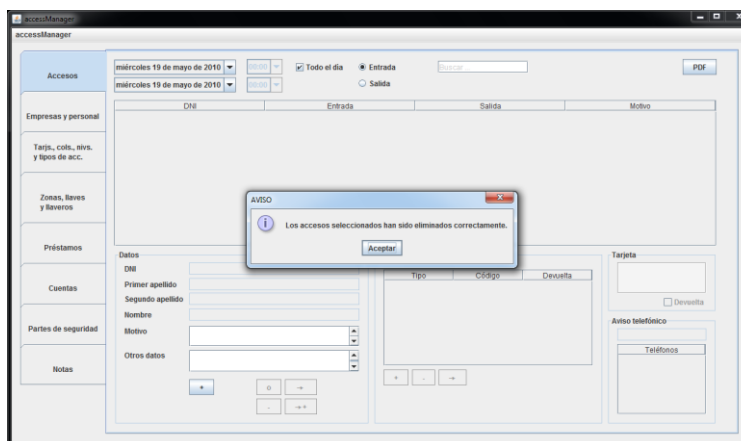 accessManager
accessManager
Accesos
Empresas y personal
Tarjs., cols., nivs.
y tipos de acc.
Zonas, llaves
y llaveros
Préstamos
Cuentas
Partes de seguridad
Notas
miércoles 19 de mayo de 2010
00:00
Todo el día
Entrada
Buscar...
PDF
miércoles 19 de mayo de 2010
00:00
Salida
DNI
Entrada
Salida
Motivo
AVISO
Los accesos seleccionados han sido eliminados correctamente.
Aceptar
Datos
DNI
Primer apellido
Segundo apellido
Nombre
Motivo
Otros datos
+
o
→
-
→+
Tipo
Código
Devuelta
+
-
→
Tarjeta
Devuelta
Aviso telefónico
Teléfonos